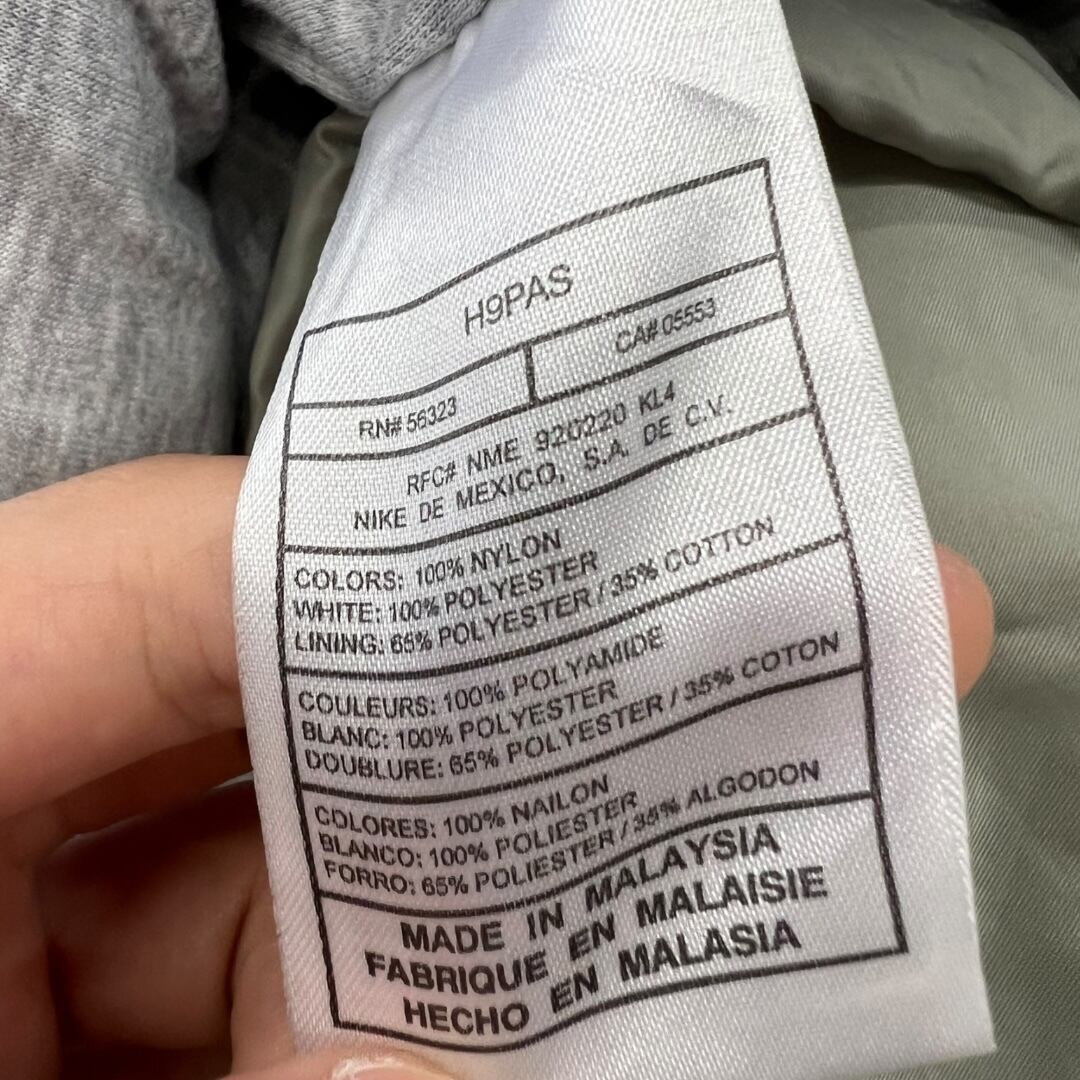 H9PAS
RN# 56323
CA# 05553
RFC# NME 920220 KL4
NIKE DE MEXICO, S.A. DE C.V.
COLORS: 100% NYLON
WHITE: 100% POLYESTER
LINING: 65% POLYESTER / 35% COTTON
COULEURS: 100% POLYAMIDE
BLANC: 100% POLYESTER
DOUBLURE: 65% POLYESTER / 35% COTON
COLORES: 100% NAILON
BLANCO: 100% POLIESTER
FORRO: 65% POLIESTER / 35% ALGODON
MADE IN MALAYSIA
FABRIQUE EN MALAISIE
HECHO EN MALASIA